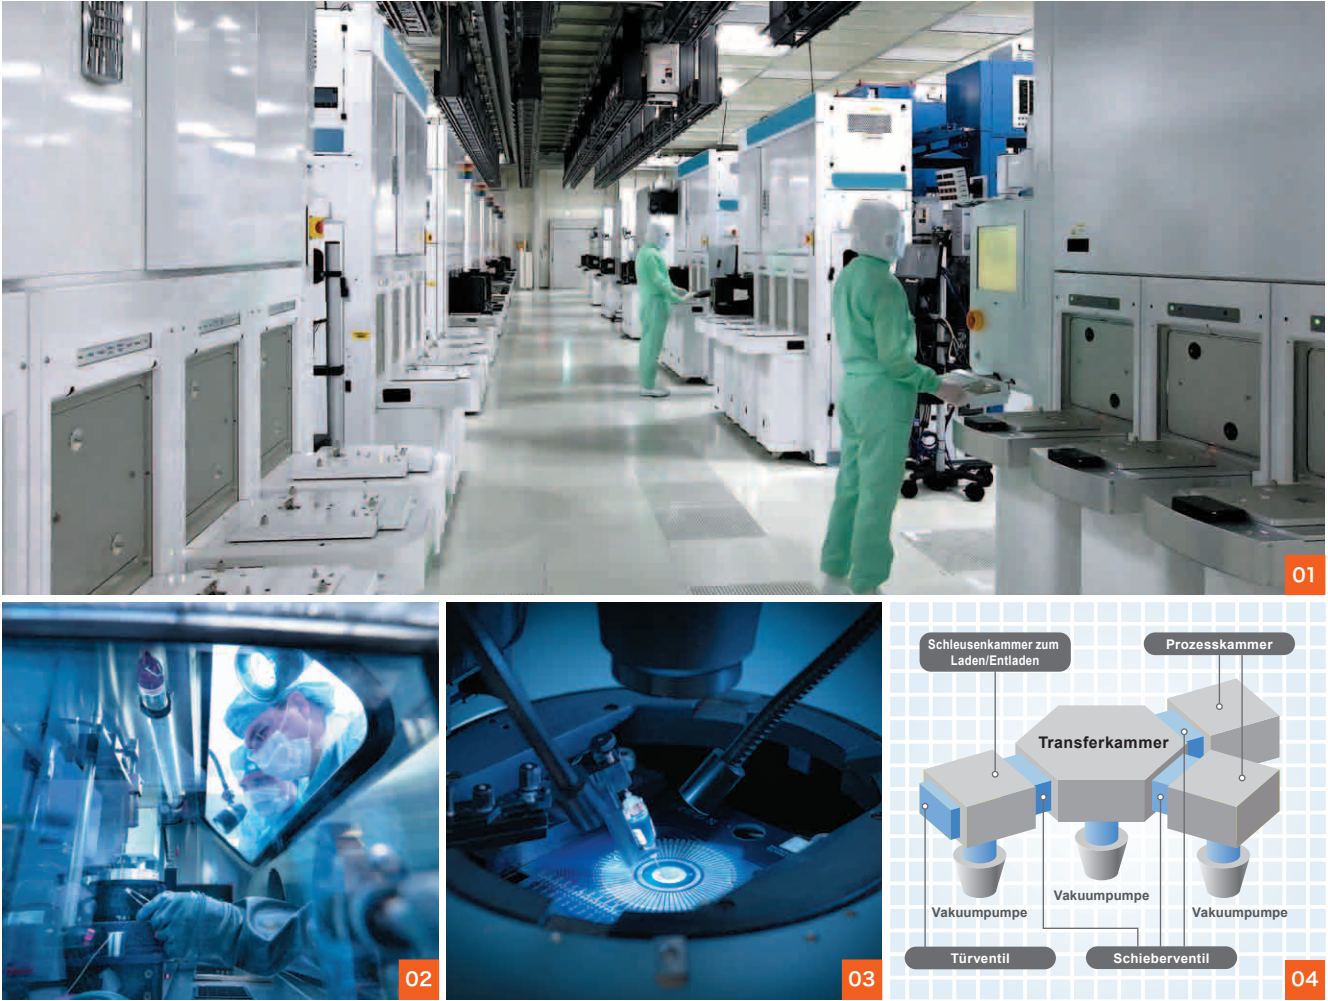 01
02
03
Schleusenkammer zum
Laden/Entladen
Prozesskammer
Transferkammer
Vakuumpumpe
Vakuumpumpe
Vakuumpumpe
Türventil
Schieberventil
04